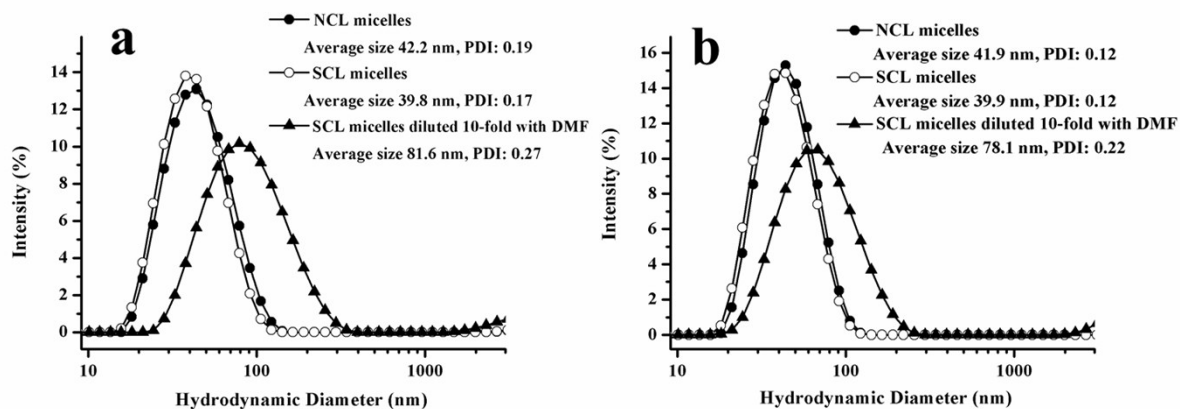 a
NCL micelles
Average size 42.2 nm, PDI: 0.19
SCL micelles
Average size 39.8 nm, PDI: 0.17
SCL micelles diluted 10-fold with DMF
Average size 81.6 nm, PDI: 0.27
Intensity (%)
14
12
10
8
6
4
2
0
10
100
1000
Hydrodynamic Diameter (nm)
b
NCL micelles
Average size 41.9 nm, PDI: 0.12
SCL micelles
Average size 39.9 nm, PDI: 0.12
SCL micelles diluted 10-fold with DMF
Average size 78.1 nm, PDI: 0.22
Intensity (%)
16
14
12
10
8
6
4
2
0
10
100
1000
Hydrodynamic Diameter (nm)